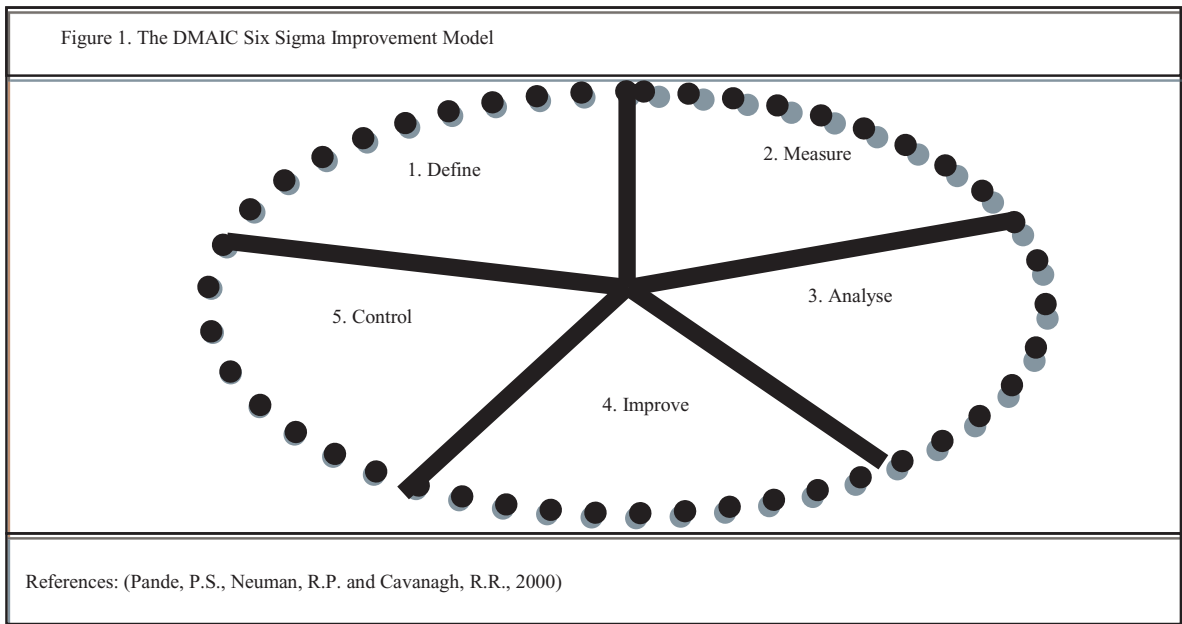 Figure 1. The DMAIC Six Sigma Improvement Model
1. Define
2. Measure
3. Analyse
4. Improve
5. Control
References: (Pande, P.S., Neuman, R.P. and Cavanagh, R.R., 2000)